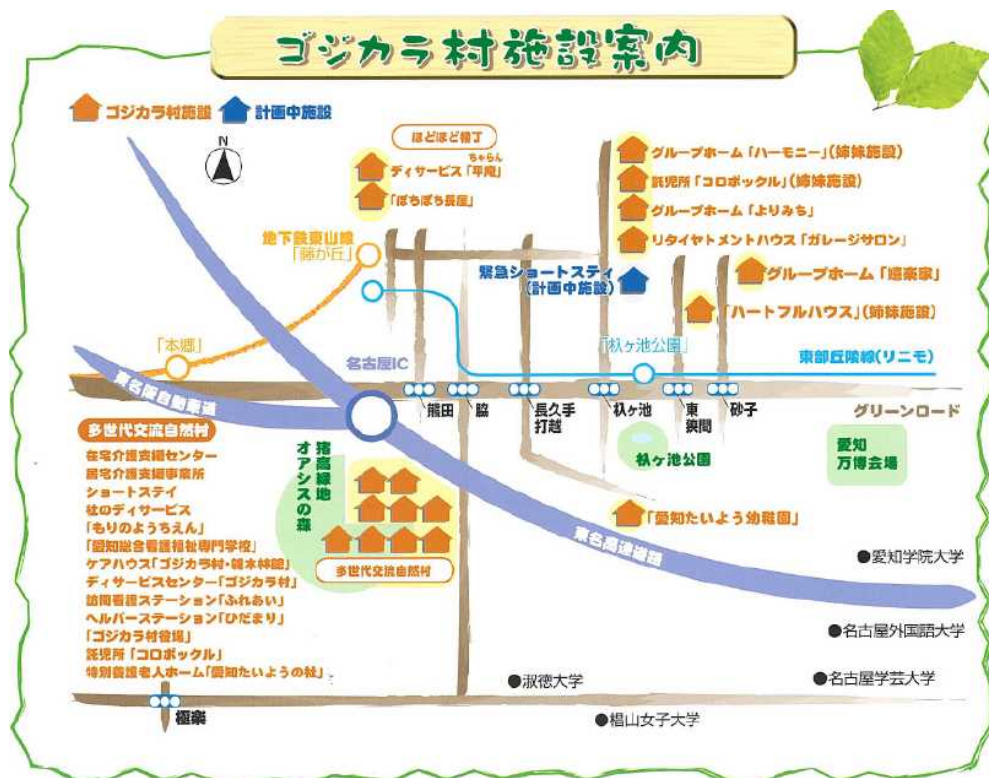 ゴジカラ村施設案内
ゴジカラ村施設
計画中施設
N
ほどほど横丁
ちゃらん
ディサービス「平庵」
「ぼちぼち長屋」
グループホーム「ハーモニー」(姉妹施設)
託児所「コロボックル」(姉妹施設)
グループホーム「よりみち」
リタイヤトメントハウス「ガレージサロン」
地下鉄東山線
「藤が丘」
緊急ショートスティ
(計画中施設)
グループホーム「嬉楽家」
「ハートフルハウス」(姉妹施設)
「本郷」
名古屋IC
「杁ヶ池公園」
東部丘陵線(リニモ)
東名阪自動車道
熊田
脇
長久手
打越
杁ヶ池
東
狭間
砂子
グリーンロード
多世代交流自然村
在宅介護支援センター
居宅介護支援事業所
ショートステイ
杜のディサービス
「もりのようちえん」
「愛知総合看護福祉専門学校」
ケアハウス「ゴジカラ村・雑木林館」
ディサービスセンター「ゴジカラ村」
訪問看護ステーション「ふれあい」
ヘルパーステーション「ひだまり」
「ゴジカラ村役場」
託児所「コロボックル」
特別養護老人ホーム「愛知たいようの杜」
猪高緑地
オアシスの森
多世代交流自然村
杁ヶ池公園
愛知
万博会場
「愛知たいよう幼稚園」
東名高速道路
●愛知学院大学
●名古屋外国語大学
●名古屋学芸大学
●淑徳大学
●椙山女子大学
極楽